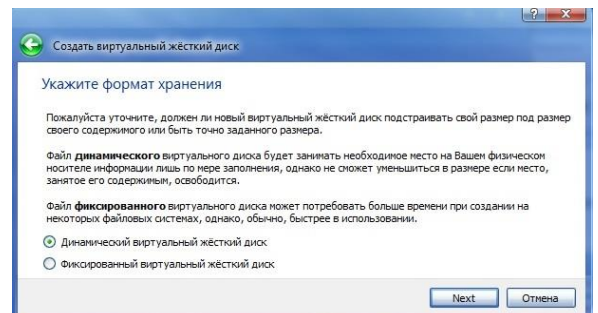 Создать виртуальный жёсткий диск
Укажите формат хранения
Пожалуйста уточните, должен ли новый виртуальный жёсткий диск подстраивать свой размер под размер
своего содержимого или быть точно заданного размера.
Файл динамического виртуального диска будет занимать необходимое место на Вашем физическом
носителе информации лишь по мере заполнения, однако не сможет уменьшиться в размере если место,
занятое его содержимым, освободится.
Файл фиксированного виртуального диска может потребовать больше времени при создании на
некоторых файловых системах, однако, обычно, быстрее в использовании.
Динамический виртуальный жёсткий диск
Фиксированный виртуальный жёсткий диск
Next Отмена